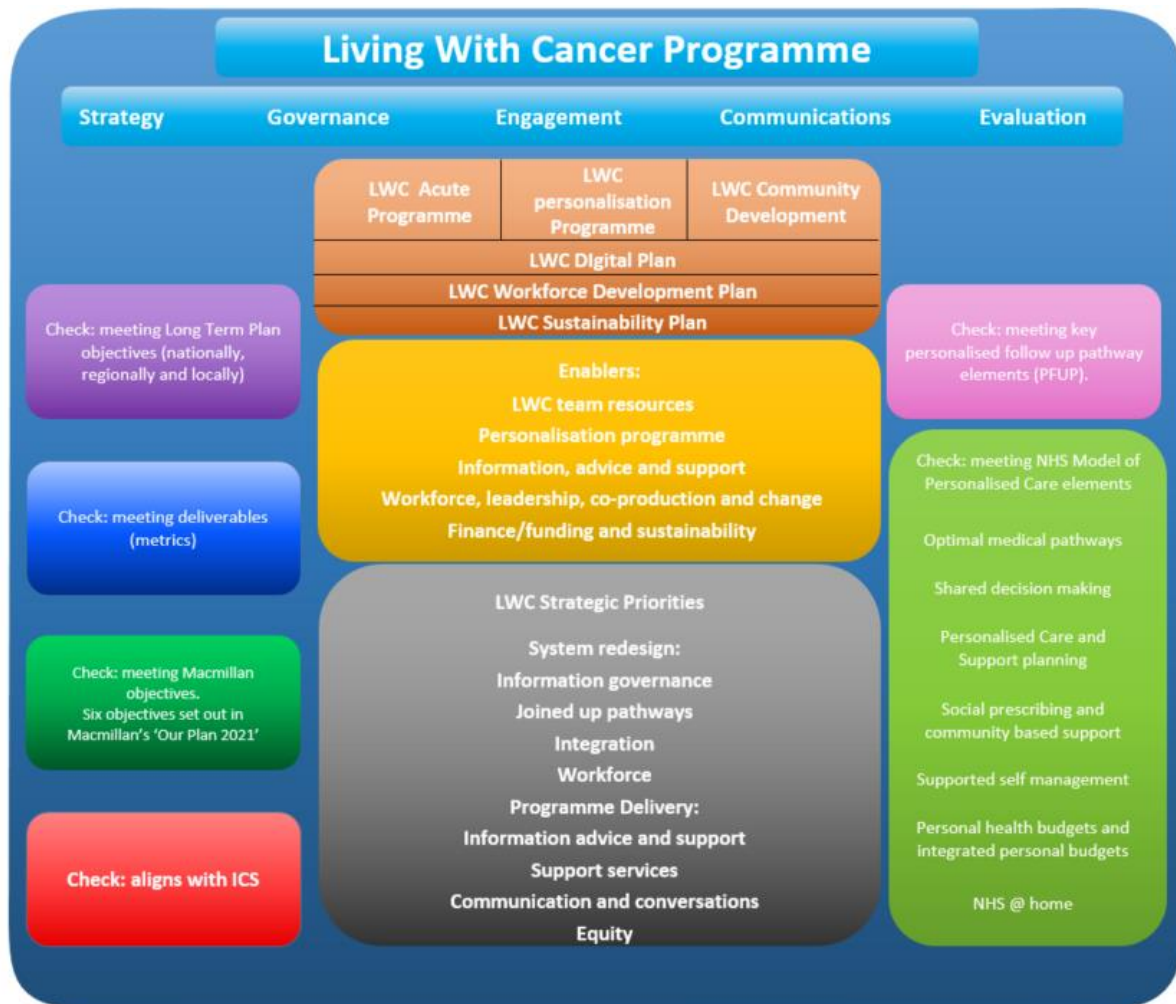 Living With Cancer Programme
Strategy Governance Engagement Communications Evaluation
LWC Acute
Programme
LWC
personalisation
Programme
LWC Community
Development
LWC DIgital Plan
LWC Workforce Development Plan
LWC Sustainability Plan
Check: meeting Long Term Plan
objectives (nationally,
regionally and locally)
Check: meeting deliverables
(metrics)
Check: meeting Macmillan
objectives.
Six objectives set out in
Macmillan's 'Our Plan 2021'
Check: aligns with ICS
Enablers:
LWC team resources
Personalisation programme
Information, advice and support
Workforce, leadership, co-production and change
Finance/funding and sustainability
LWC Strategic Priorities
System redesign:
Information governance
Joined up pathways
Integration
Workforce
Programme Delivery:
Information advice and support
Support services
Communication and conversations
Equity
Check: meeting key
personalised follow up pathway
elements (PFUP).
Check: meeting NHS Model of
Personalised Care elements
Optimal medical pathways
Shared decision making
Personalised Care and
Support planning
Social prescribing and
community based support
Supported self management
Personal health budgets and
integrated personal budgets
NHS @ home